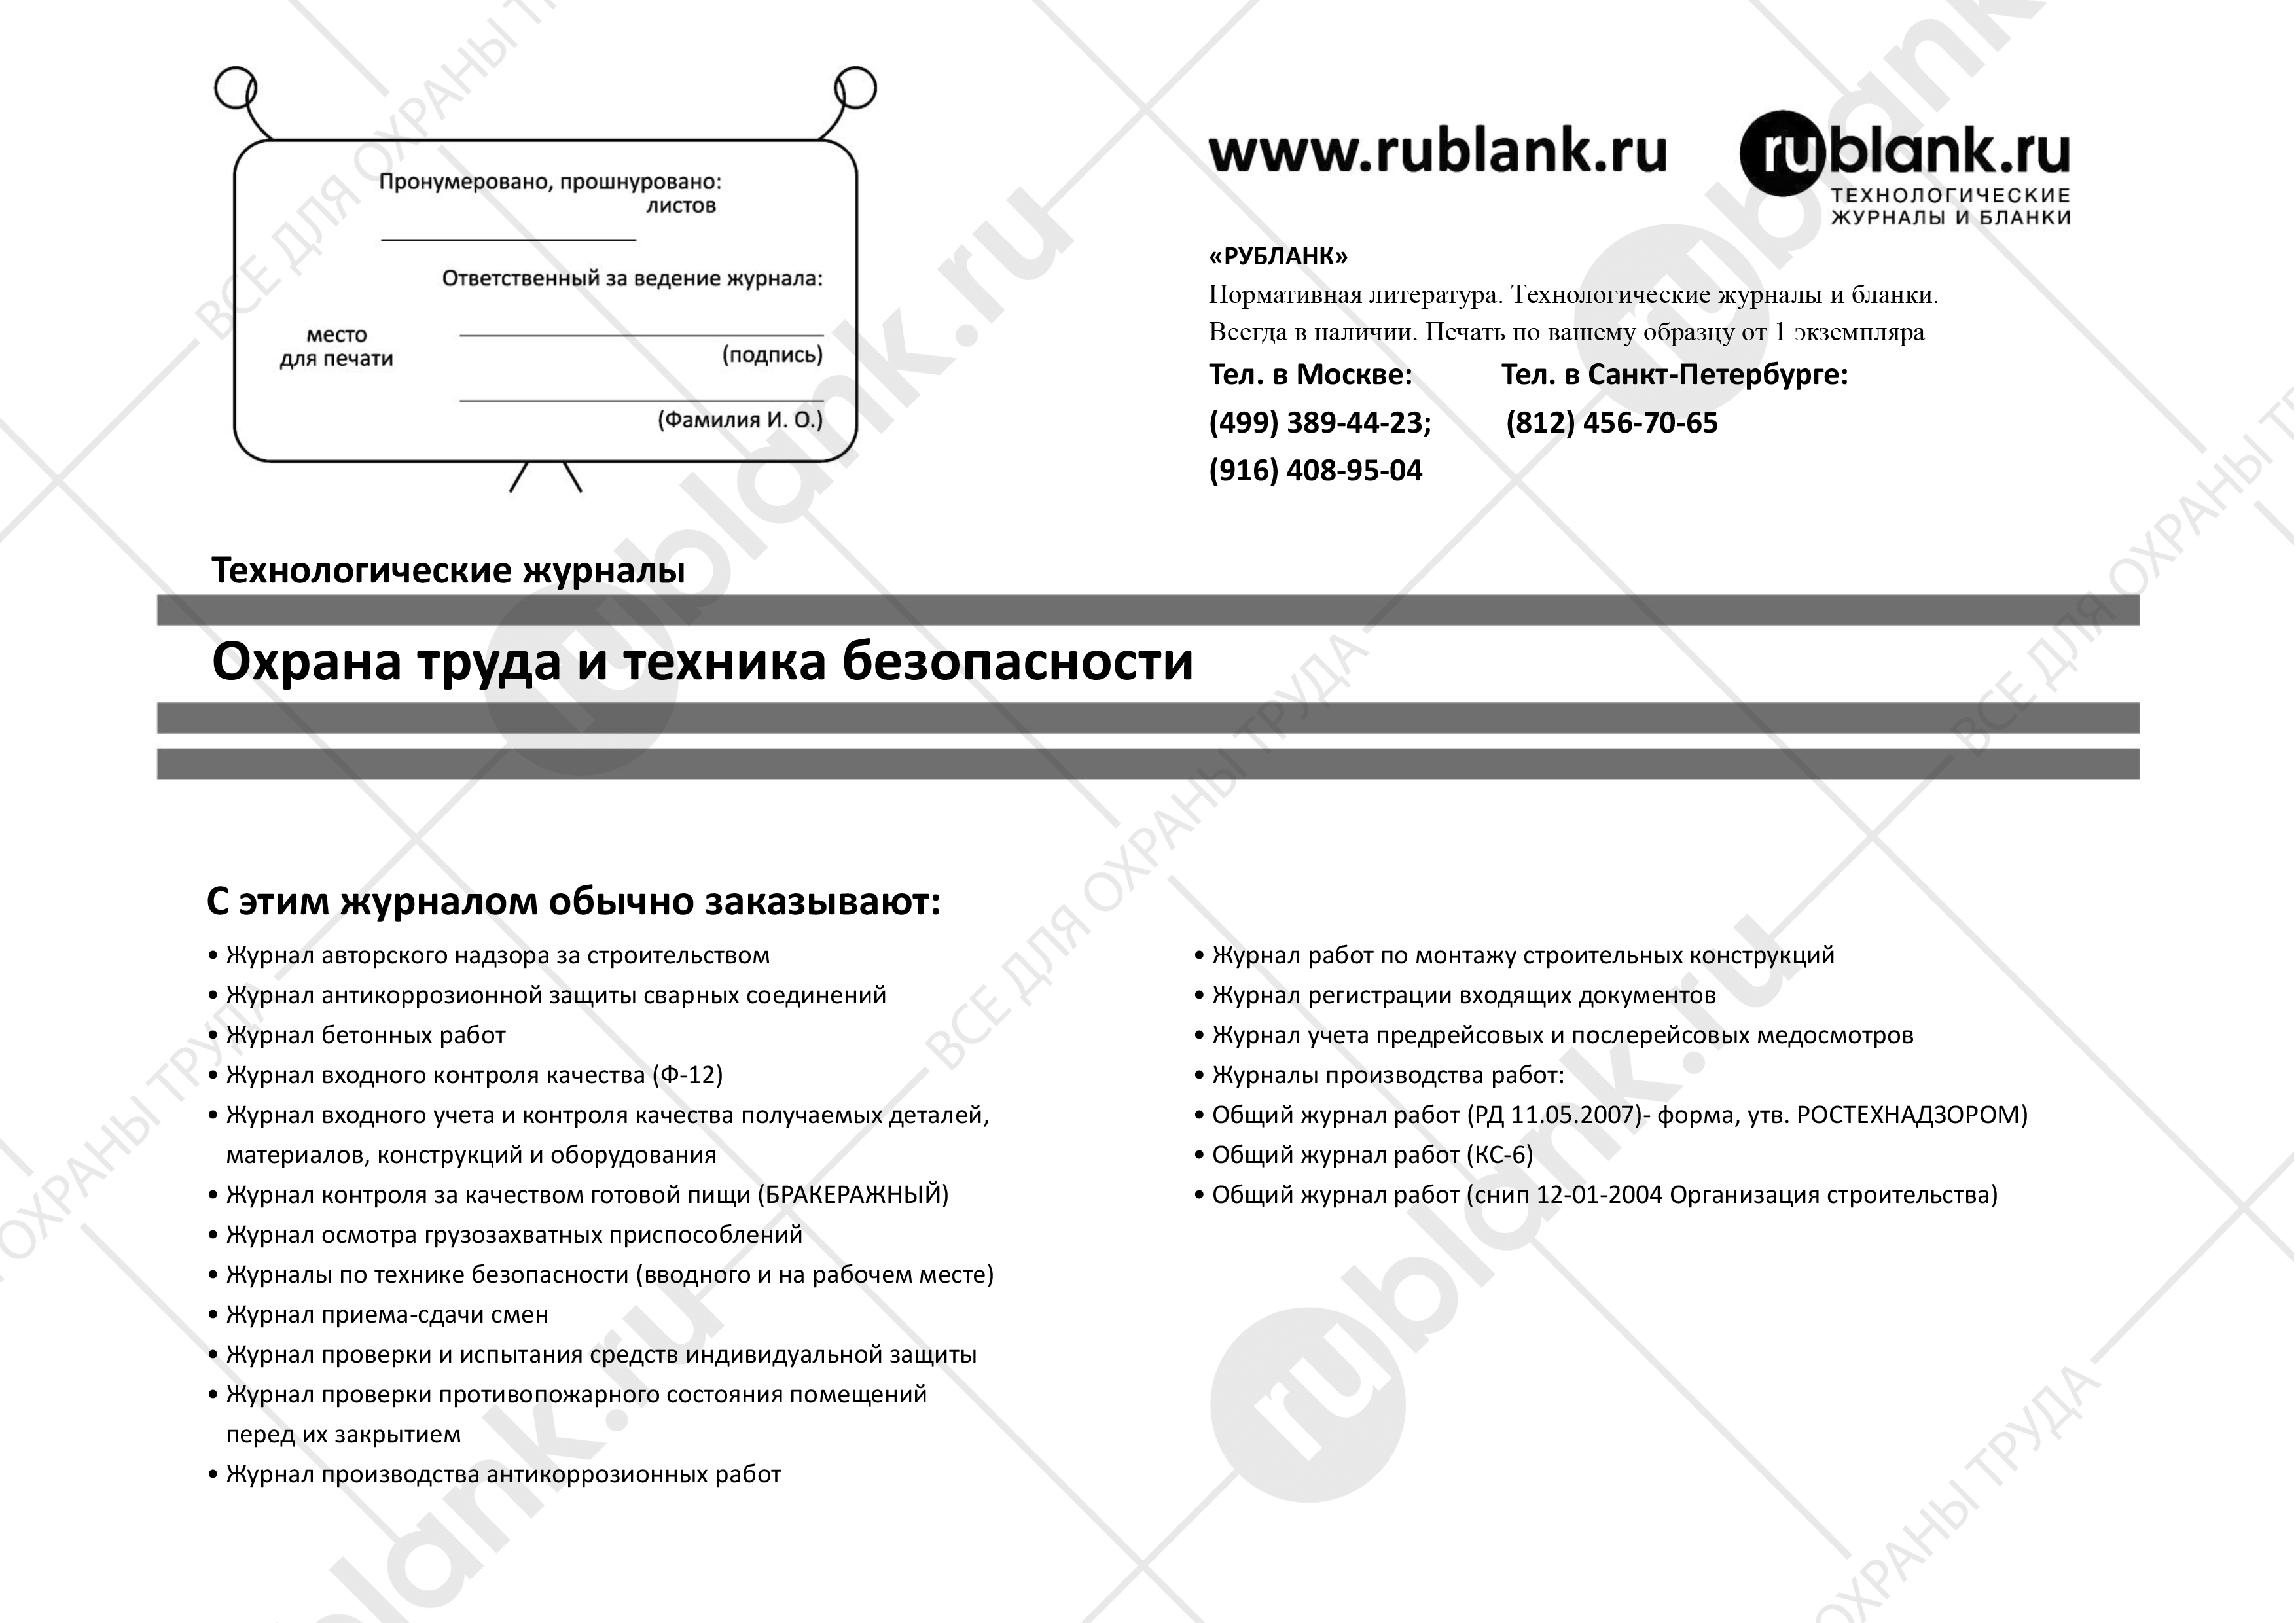 Пронумеровано, прошнуровано:
листов
Ответственный за ведение журнала:
место
для печати
(подпись)
(Фамилия И. О.)
www.rublank.ru
rublank.ru
ТЕХНОЛОГИЧЕСКИЕ
ЖУРНАЛЫ И БЛАНКИ
«РУБЛАНК»
Нормативная литература. Технологические журналы и бланки.
Всегда в наличии. Печать по вашему образцу от 1 экземпляра
Тел. в Москве: Тел. в Санкт-Петербурге:
(499) 389-44-23; (812) 456-70-65
(916) 408-95-04
Технологические журналы
Охрана труда и техника безопасности
С этим журналом обычно заказывают:
• Журнал авторского надзора за строительством
• Журнал антикоррозионной защиты сварных соединений
• Журнал бетонных работ
• Журнал входного контроля качества (Ф-12)
• Журнал входного учета и контроля качества получаемых деталей,
материалов, конструкций и оборудования
• Журнал контроля за качеством готовой пищи (БРАКЕРАЖНЫЙ)
• Журнал осмотра грузозахватных приспособлений
• Журналы по технике безопасности (вводного и на рабочем месте)
• Журнал приема-сдачи смен
• Журнал проверки и испытания средств индивидуальной защиты
• Журнал проверки противопожарного состояния помещений
перед их закрытием
• Журнал производства антикоррозионных работ
• Журнал работ по монтажу строительных конструкций
• Журнал регистрации входящих документов
• Журнал учета предрейсовых и послерейсовых медосмотров
• Журналы производства работ:
• Общий журнал работ (РД 11.05.2007)- форма, утв. РОСТЕХНАДЗОРОМ)
• Общий журнал работ (КС-6)
• Общий журнал работ (снип 12-01-2004 Организация строительства)
rublank.ru
ВСЕ ДЛЯ ОХРАНЫ ТРУДА
rublank.ru